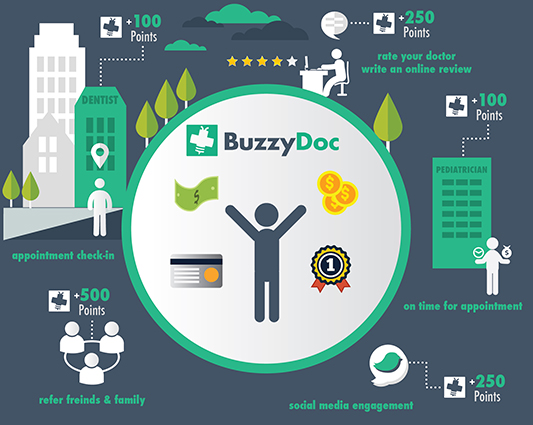 +100
Points
+250
Points
rate your doctor
write an online review
DENTIST
+100
Points
BuzzyDoc
PEDIATRICIAN
$
$
$
$
1
appointment check-in
$
on time for appointment
+500
Points
refer freinds & family
+250
Points
social media engagement